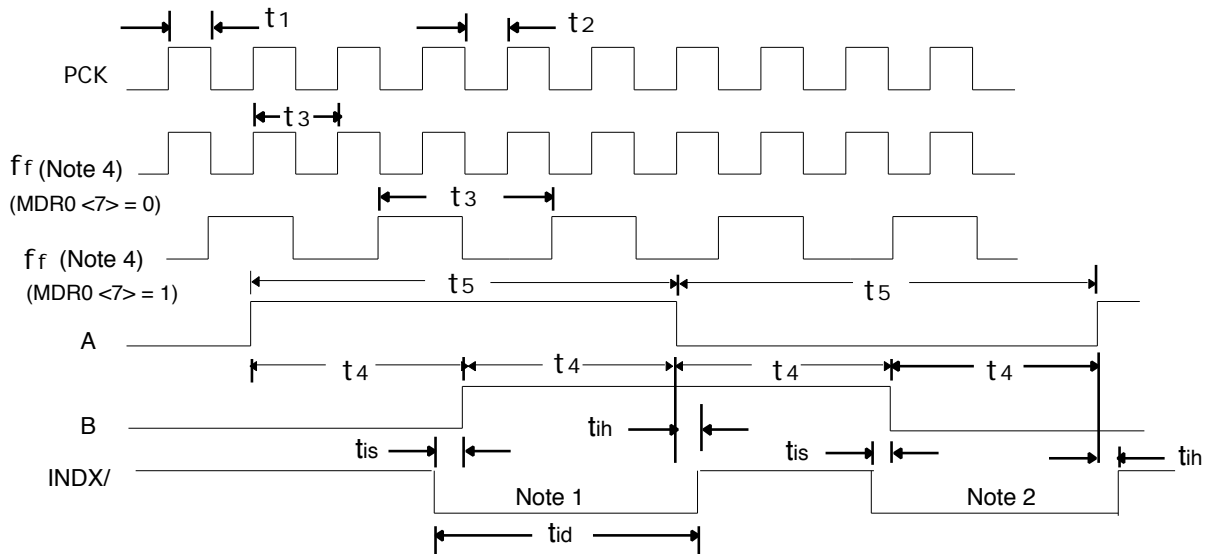 t1 t2
PCK
t3
ff (Note 4)
(MDR0 <7> = 0)
t3
ff (Note 4)
(MDR0 <7> = 1)
t5 t5
A
t4 t4 t4 t4
B
tis tih tis tih
INDX/
Note 1 Note 2
tid